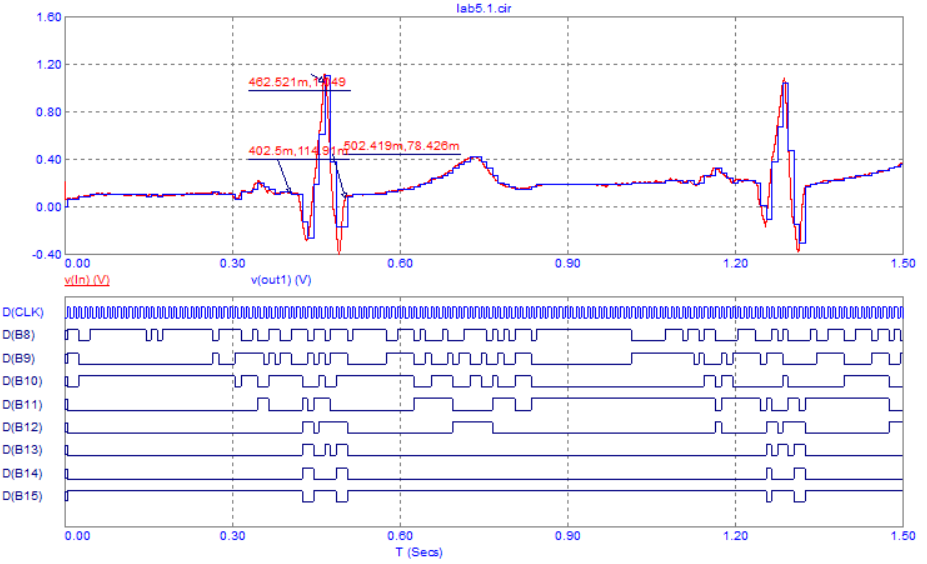 lab5.1.cir
1.60
1.20
0.80
0.40
0.00
-0.40
462.521m,1.049
402.5m,114.91m
502.419m,78.426m
0.00 0.30 0.60 0.90 1.20 1.50
v(In) (V) v(out1) (V)
D(CLK)
D(B8)
D(B9)
D(B10)
D(B11)
D(B12)
D(B13)
D(B14)
D(B15)
0.00 0.30 0.60 0.90 1.20 1.50
T (Secs)